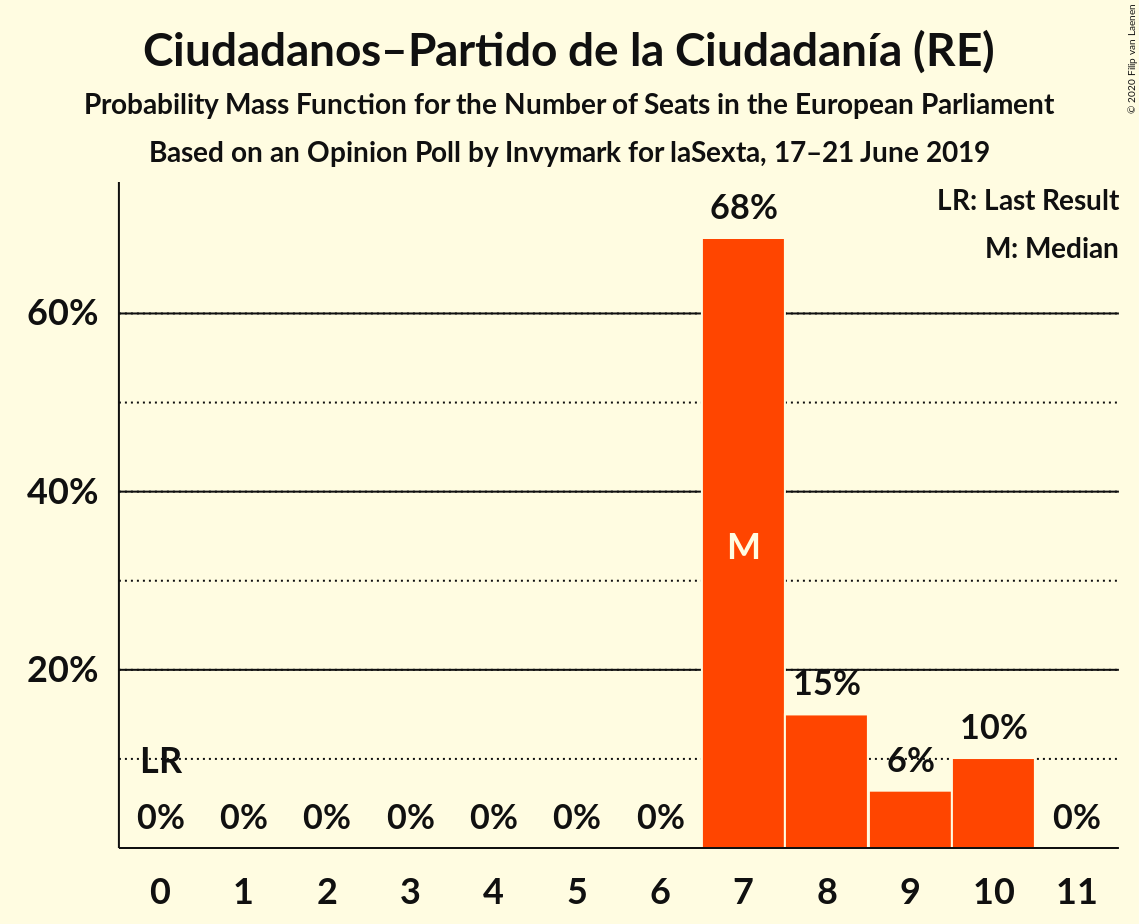 Ciudadanos–Partido de la Ciudadanía (RE)
Probability Mass Function for the Number of Seats in the European Parliament
Based on an Opinion Poll by Invymark for laSexta, 17–21 June 2019
© 2020 Filip van Laenen
LR: Last Result
M: Median
68%
60%
40%
M
20%
15%
10%
LR
6%
0% 0% 0% 0% 0% 0% 0% 0%
0 1 2 3 4 5 6 7 8 9 10 11